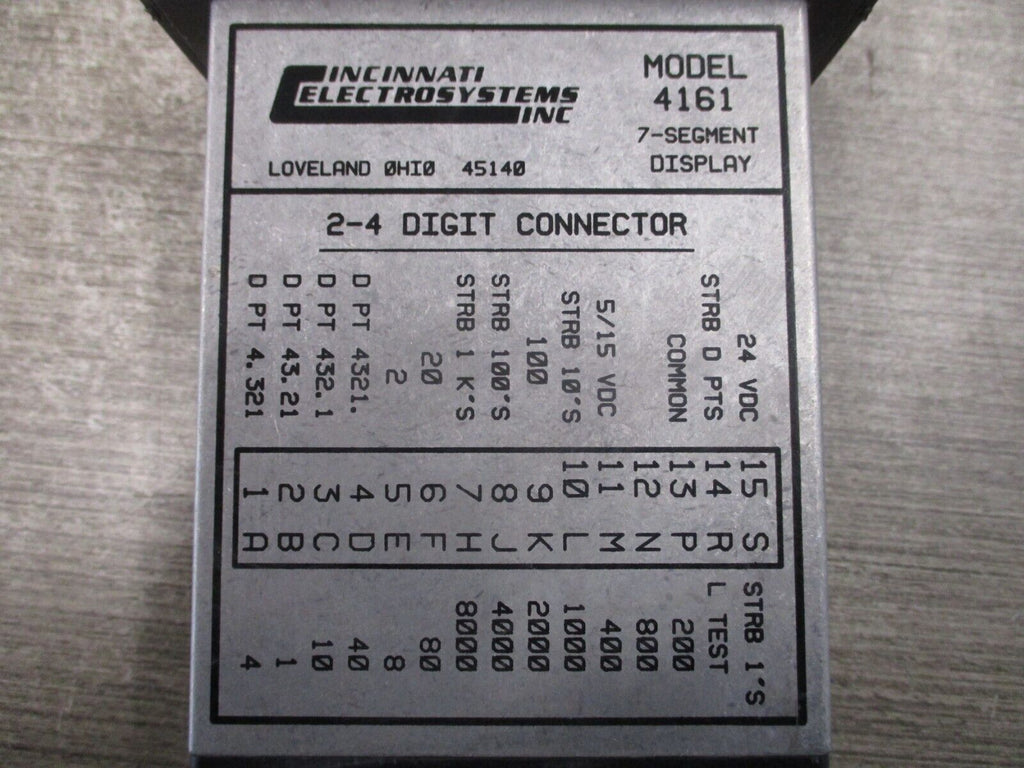 CINCINNATI
ELECTROSYSTEMS
INC
LOVELAND OHIO 45140
MODEL
4161
7-SEGMENT
DISPLAY
2-4 DIGIT CONNECTOR
24 VDC 15 S STRB 1'S
STRB D PTS 14 R L TEST
COMMON 13 P 200
12 N 800
5/15 VDC 11 M 400
STRB 10'S 10 L 1000
100 9 K 2000
STRB 100'S 8 J 4000
STRB 1 K'S 7 H 8000
20 6 F 80
2 5 E 8
D PT 4321. 4 D 40
D PT 432.1 3 C 10
D PT 43.21 2 B 1
D PT 4.321 1 A 4